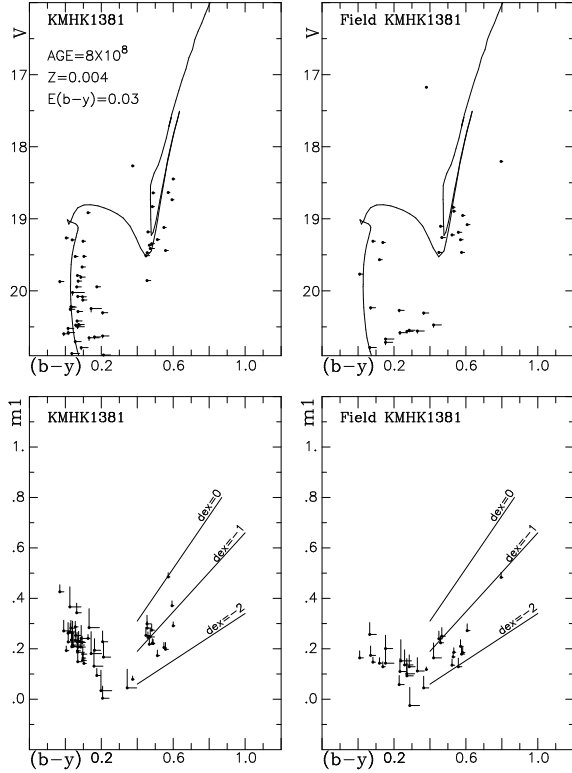 KMHK1381
Field KMHK1381
V
V
AGE=8X10^8
Z=0.004
E(b-y)=0.03
17
17
18
18
19
19
20
20
(b-y) 0.2 0.6 1.0
(b-y) 0.2 0.6 1.0
m1
m1
KMHK1381
Field KMHK1381
1.
1.
.8
.8
.6
.6
.4
.4
.2
.2
.0
.0
dex=0
dex=-1
dex=-2
dex=0
dex=-1
dex=-2
(b-y) 0.2 0.6 1.0
(b-y) 0.2 0.6 1.0